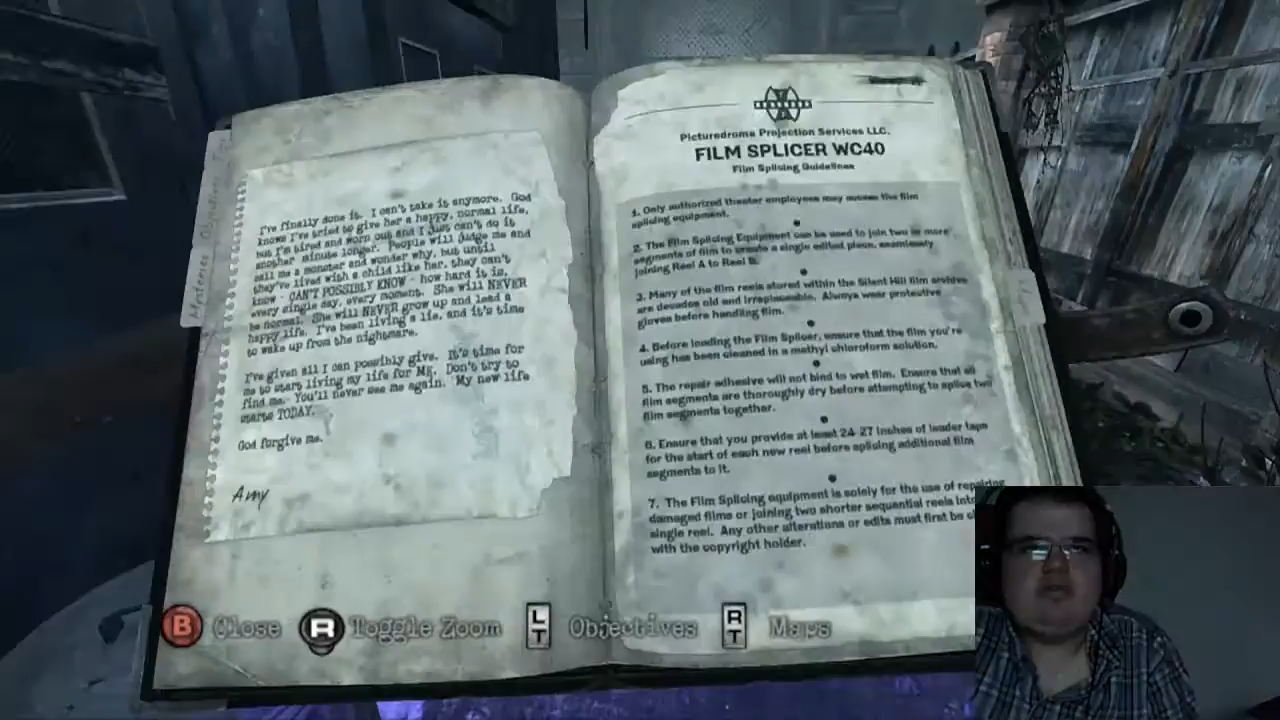 I've finally done it. I can't take it anymore. God
knows I've tried to give her a happy, normal life,
but I'm tired and worn out and I just can't do it
another minute longer. People will judge me and
call me a monster and wonder why, but until
they've lived with a child like her, they can't
know - CAN'T POSSIBLY KNOW - how hard it is,
every single day, every moment. She will NEVER
be normal. She will NEVER grow up and lead a
happy life. I've been living a lie, and it's time
to wake up from the nightmare.
I've given all I can possibly give. It's time for
me to start living my life for ME. Don't try to
find me. You'll never see me again. My new life
starts TODAY.
God forgive me.
Amy
Picturedrome Projection Services LLC.
FILM SPLICER WC40
Film Splicing Guidelines
1. Only authorized theater employees may access the film
splicing equipment.
2. The Film Splicing Equipment can be used to join two or more
segments of film to create a single edited piece, seamlessly
joining Reel A to Reel B.
3. Many of the film reels stored within the Silent Hill film archive
are decades old and irreplaceable. Always wear protective
gloves before handling film.
4. Before loading the Film Splicer, ensure that the film you're
using has been cleaned in a methyl chloroform solution.
5. The repair adhesive will not bind to wet film. Ensure that all
film segments are thoroughly dry before attempting to splice two
film segments together.
6. Ensure that you provide at least 24-27 inches of leader tape
for the start of each new reel before splicing additional film
segments to it.
7. The Film Splicing equipment is solely for the use of repairing
damaged films or joining two shorter sequential reels into
single reel. Any other alterations or edits must first be
with the copyright holder.
Mysteries Objectives
B Close R Toggle Zoom LT Objectives RT Maps